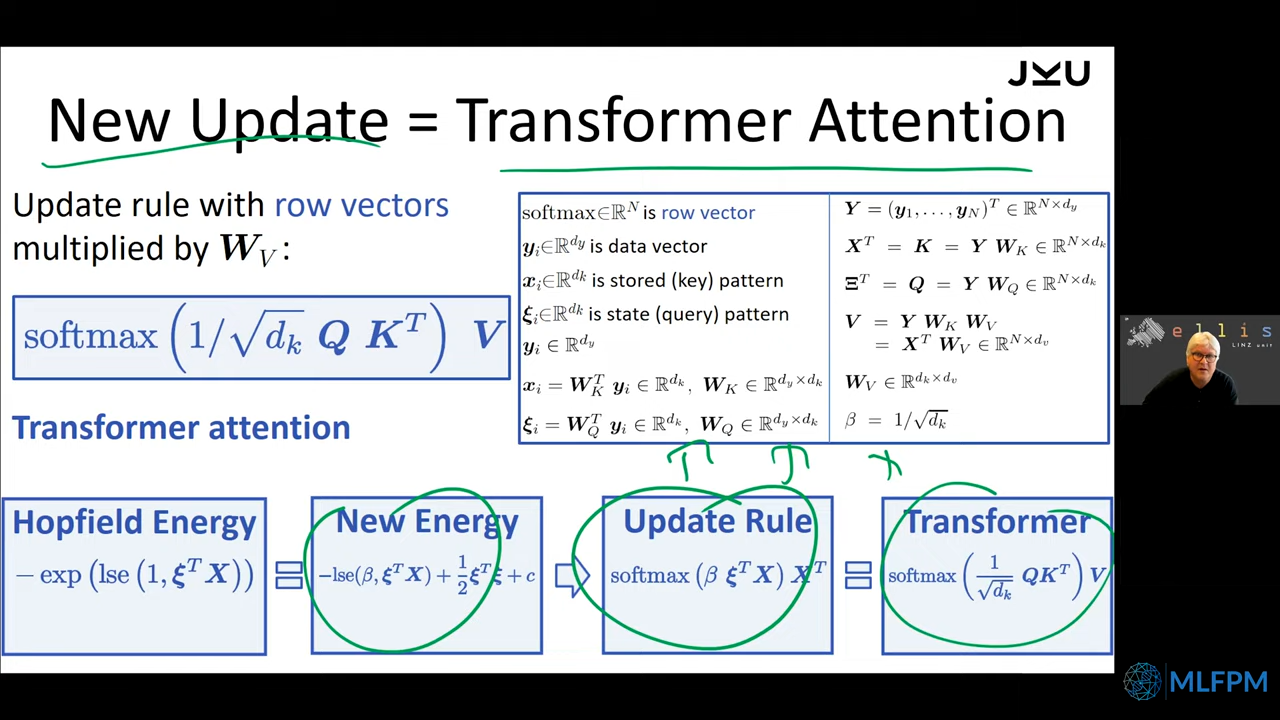 JKU
New Update = Transformer Attention
Update rule with row vectors
multiplied by W_V :
softmax (1/√d_k Q K^T) V
Transformer attention
softmax∈ℝ^N is row vector
y_i∈ℝ^{d_y} is data vector
x_i∈ℝ^{d_k} is stored (key) pattern
ξ_i∈ℝ^{d_k} is state (query) pattern
y_i ∈ ℝ^{d_y}
x_i = W_K^T y_i ∈ ℝ^{d_k}, W_K ∈ ℝ^{d_y×d_k}
ξ_i = W_Q^T y_i ∈ ℝ^{d_k}, W_Q ∈ ℝ^{d_y×d_k}
Y = (y_1, . . . , y_N)^T ∈ ℝ^{N×d_y}
X^T = K = Y W_K ∈ ℝ^{N×d_k}
Ξ^T = Q = Y W_Q ∈ ℝ^{N×d_k}
V = Y W_K W_V
= X^T W_V ∈ ℝ^{N×d_v}
W_V ∈ ℝ^{d_k×d_v}
β = 1/√d_k
ellis
LINZ unit
Hopfield Energy
− exp (lse (1, ξ^T X))
=
New Energy
−lse(β, ξ^T X) + 1/2 ξ^T ξ + c
Update Rule
softmax (β ξ^T X) X^T
=
Transformer
softmax (1/√d_k QK^T) V
MLFPM